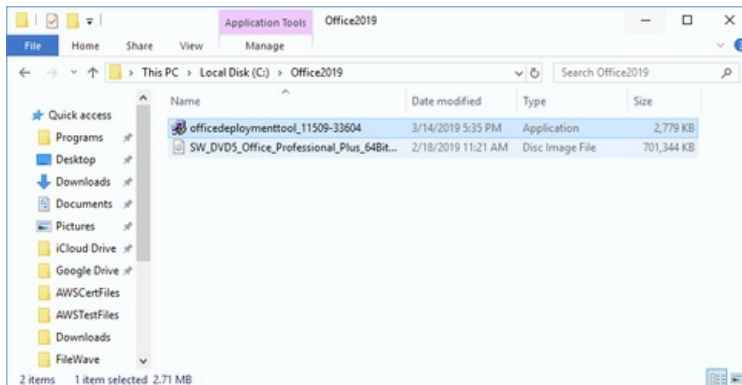 Application Tools Office2019
File Home Share View Manage
This PC › Local Disk (C:) › Office2019 Search Office2019
Name Date modified Type Size
Quick access
Programs
Desktop
Downloads
Documents
Pictures
iCloud Drive
Google Drive
AWSCertFiles
AWSTestFiles
Downloads
FileWave
officedeploymenttool_11509-33604 3/14/2019 5:35 PM Application 2,779 KB
SW_DVD5_Office_Professional_Plus_64Bit... 2/18/2019 11:21 AM Disc Image File 701,344 KB
2 items 1 item selected 2.71 MB